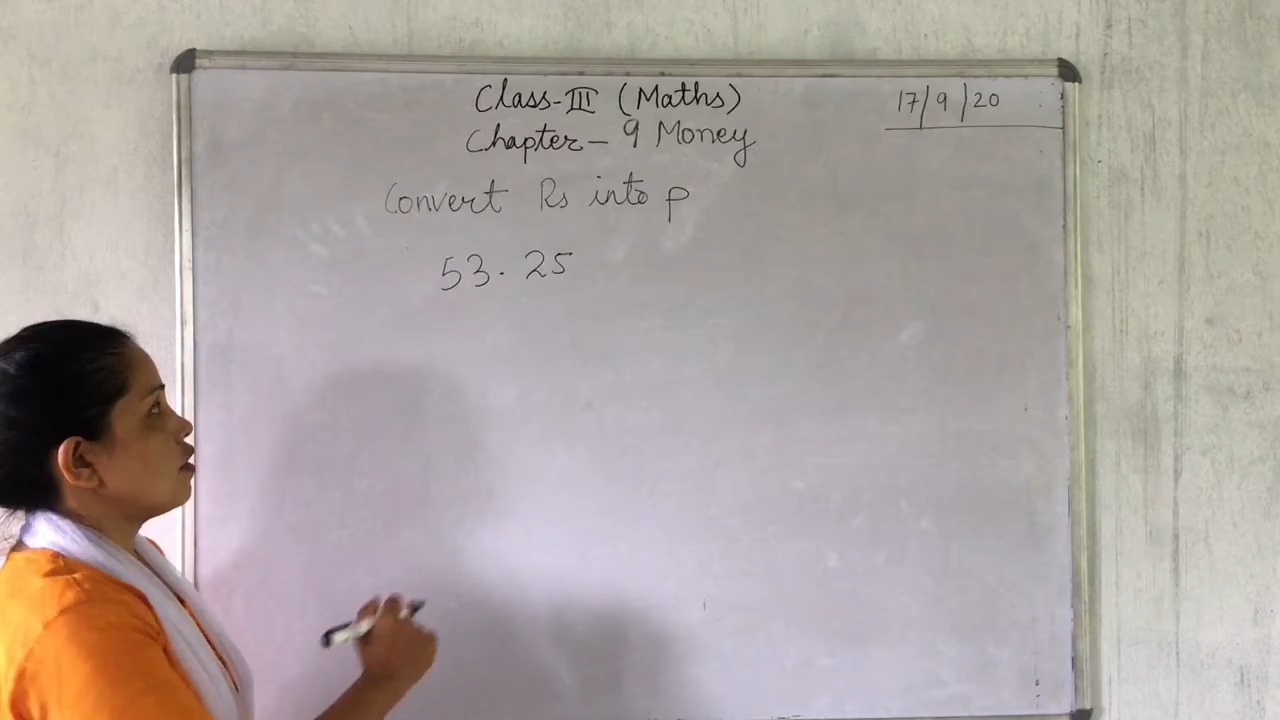 Class-III (Maths)
17/9/20
Chapter-9 Money
Convert Rs into p
53.25